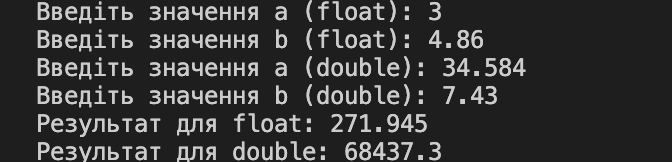 Введіть значення a (float): 3
Введіть значення b (float): 4.86
Введіть значення a (double): 34.584
Введіть значення b (double): 7.43
Результат для float: 271.945
Результат для double: 68437.3